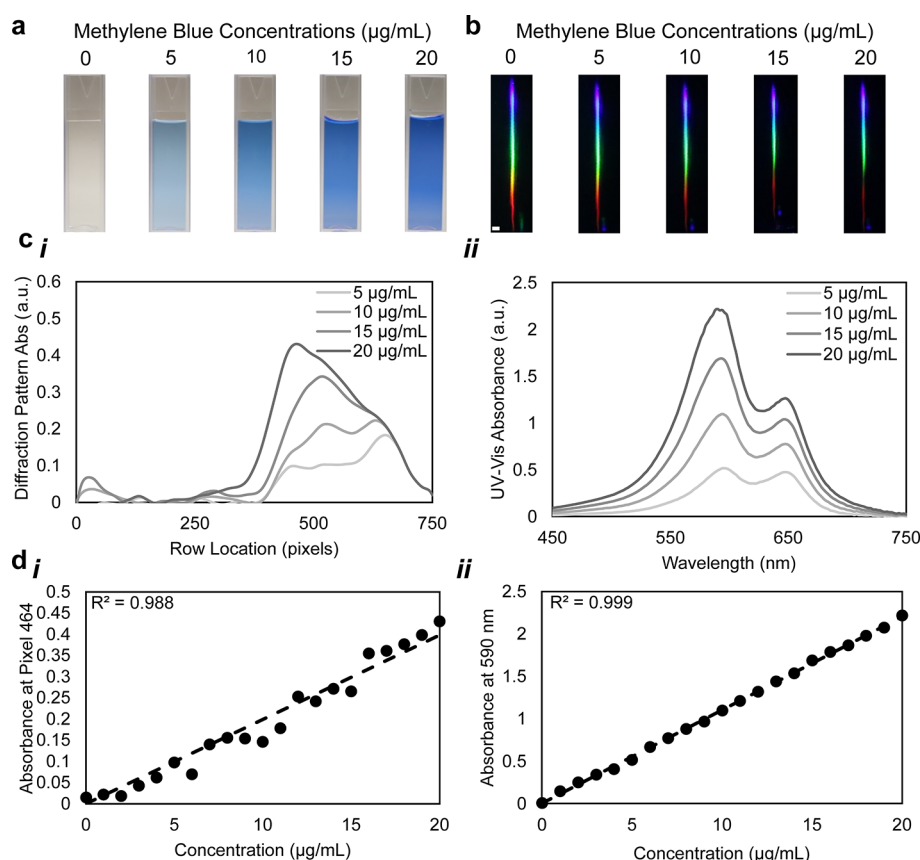 a
Methylene Blue Concentrations (µg/mL)
0 5 10 15 20
b
Methylene Blue Concentrations (µg/mL)
0 5 10 15 20
c i
0.6
0.5
0.4
0.3
0.2
0.1
0
Diffraction Pattern Abs (a.u.)
5 µg/mL
10 µg/mL
15 µg/mL
20 µg/mL
0 250 500 750
Row Location (pixels)
ii
2.5
2
1.5
1
0.5
0
UV-Vis Absorbance (a.u.)
5 µg/mL
10 µg/mL
15 µg/mL
20 µg/mL
450 550 650 750
Wavelength (nm)
d i
0.5
0.45
0.4
0.35
0.3
0.25
0.2
0.15
0.1
0.05
0
Absorbance at Pixel 464
R² = 0.988
0 5 10 15 20
Concentration (µg/mL)
ii
2.5
2
1.5
1
0.5
0
Absorbance at 590 nm
R² = 0.999
0 5 10 15 20
Concentration (µg/mL)